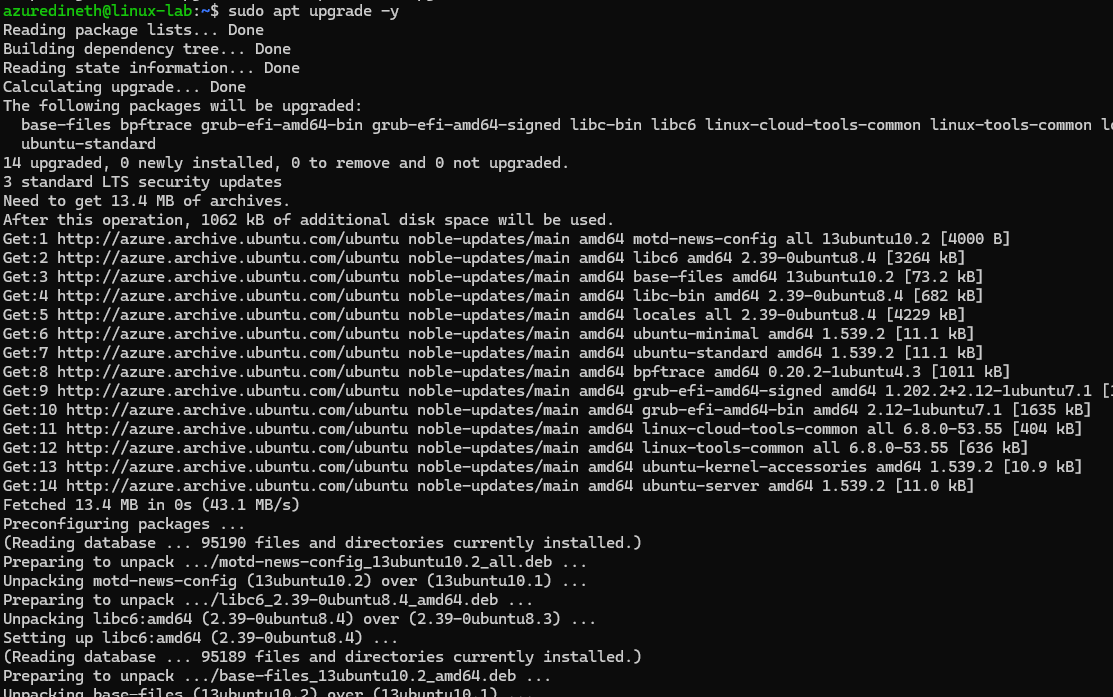 azuredineth@linux-lab:~$ sudo apt upgrade -y
Reading package lists... Done
Building dependency tree... Done
Reading state information... Done
Calculating upgrade... Done
The following packages will be upgraded:
  base-files bpftrace grub-efi-amd64-bin grub-efi-amd64-signed libc-bin libc6 linux-cloud-tools-common linux-tools-common
  ubuntu-standard
14 upgraded, 0 newly installed, 0 to remove and 0 not upgraded.
3 standard LTS security updates
Need to get 13.4 MB of archives.
After this operation, 1062 kB of additional disk space will be used.
Get:1 http://azure.archive.ubuntu.com/ubuntu noble-updates/main amd64 motd-news-config all 13ubuntu10.2 [4000 B]
Get:2 http://azure.archive.ubuntu.com/ubuntu noble-updates/main amd64 libc6 amd64 2.39-0ubuntu8.4 [3264 kB]
Get:3 http://azure.archive.ubuntu.com/ubuntu noble-updates/main amd64 base-files amd64 13ubuntu10.2 [73.2 kB]
Get:4 http://azure.archive.ubuntu.com/ubuntu noble-updates/main amd64 libc-bin amd64 2.39-0ubuntu8.4 [682 kB]
Get:5 http://azure.archive.ubuntu.com/ubuntu noble-updates/main amd64 locales all 2.39-0ubuntu8.4 [4229 kB]
Get:6 http://azure.archive.ubuntu.com/ubuntu noble-updates/main amd64 ubuntu-minimal amd64 1.539.2 [11.1 kB]
Get:7 http://azure.archive.ubuntu.com/ubuntu noble-updates/main amd64 ubuntu-standard amd64 1.539.2 [11.1 kB]
Get:8 http://azure.archive.ubuntu.com/ubuntu noble-updates/main amd64 bpftrace amd64 0.20.2-1ubuntu4.3 [1011 kB]
Get:9 http://azure.archive.ubuntu.com/ubuntu noble-updates/main amd64 grub-efi-amd64-signed amd64 1.202.2+2.12-1ubuntu7.1
Get:10 http://azure.archive.ubuntu.com/ubuntu noble-updates/main amd64 grub-efi-amd64-bin amd64 2.12-1ubuntu7.1 [1635 kB]
Get:11 http://azure.archive.ubuntu.com/ubuntu noble-updates/main amd64 linux-cloud-tools-common all 6.8.0-53.55 [404 kB]
Get:12 http://azure.archive.ubuntu.com/ubuntu noble-updates/main amd64 linux-tools-common all 6.8.0-53.55 [636 kB]
Get:13 http://azure.archive.ubuntu.com/ubuntu noble-updates/main amd64 ubuntu-kernel-accessories amd64 1.539.2 [10.9 kB]
Get:14 http://azure.archive.ubuntu.com/ubuntu noble-updates/main amd64 ubuntu-server amd64 1.539.2 [11.0 kB]
Fetched 13.4 MB in 0s (43.1 MB/s)
Preconfiguring packages ...
(Reading database ... 95190 files and directories currently installed.)
Preparing to unpack .../motd-news-config_13ubuntu10.2_all.deb ...
Unpacking motd-news-config (13ubuntu10.2) over (13ubuntu10.1) ...
Preparing to unpack .../libc6_2.39-0ubuntu8.4_amd64.deb ...
Unpacking libc6:amd64 (2.39-0ubuntu8.4) over (2.39-0ubuntu8.3) ...
Setting up libc6:amd64 (2.39-0ubuntu8.4) ...
(Reading database ... 95189 files and directories currently installed.)
Preparing to unpack .../base-files_13ubuntu10.2_amd64.deb ...
Unpacking base-files (13ubuntu10.2) over (13ubuntu10.1) ...